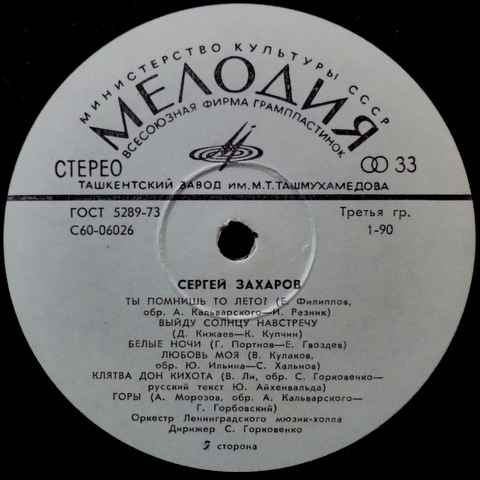 МИНИСТЕРСТВО КУЛЬТУРЫ СССР
МЕЛОДИЯ
ВСЕСОЮЗНАЯ ФИРМА ГРАМПЛАСТИНОК
СТЕРЕО 33
ТАШКЕНТСКИЙ ЗАВОД ИМ. М.Т. ТАШМУХАМЕДОВА
ГОСТ 5289-73 Третья гр.
С60-06026 1-90
СЕРГЕЙ ЗАХАРОВ
ТЫ ПОМНИШЬ ТО ЛЕТО? (Е. Филиппов,
обр. А. Кальварского—И. Резник)
ВЫЙДУ СОЛНЦУ НАВСТРЕЧУ
(Д. Кижаев—К. Купчин)
БЕЛЫЕ НОЧИ (Г. Портнов—Е. Гвоздев)
ЛЮБОВЬ МОЯ (В. Кулаков,
обр. Ю. Ильина—С. Хальнов)
КЛЯТВА ДОН КИХОТА (В. Ли, обр. С. Горковенко—
русский текст Ю. Айхенвальда)
ГОРЫ (А. Морозов, обр. А. Кальварского—
Г. Горбовский)
Оркестр Ленинградского мюзик-холла
Дирижер С. Горковенко
сторона